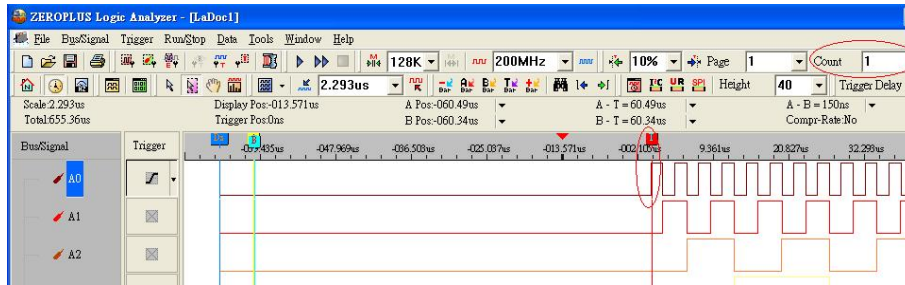 ZEROPLUS Logic Analyzer - [LaDoc1]
File Bus/Signal Trigger Run/Stop Data Tools Window Help
128K 200MHz 10% Page 1 Count 1
2.293us Height 40 Trigger Delay
Scale:2.293us Display Pos:-013.571us A Pos:-060.49us A - T = 60.49us A - B = 150ns
Total:655.36us Trigger Pos:0ns B Pos:-060.34us B - T = 60.34us Compr-Rate:No
Bus/Signal Trigger B -047.969us -036.503us -025.037us -013.571us T 9.361us 20.827us 32.293us
A0
A1
A2